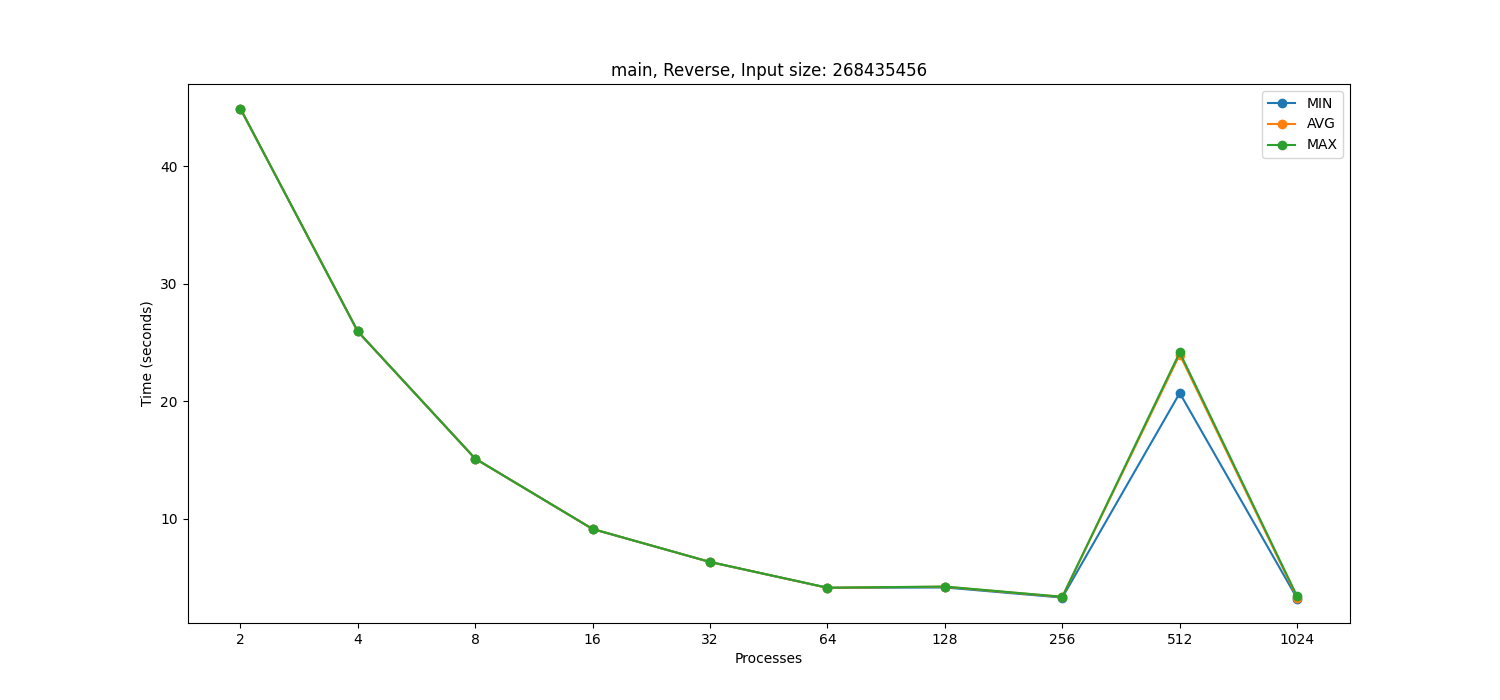 main, Reverse, Input size: 268435456
MIN
AVG
MAX
Time (seconds)
40
30
20
10
2 4 8 16 32 64 128 256 512 1024
Processes